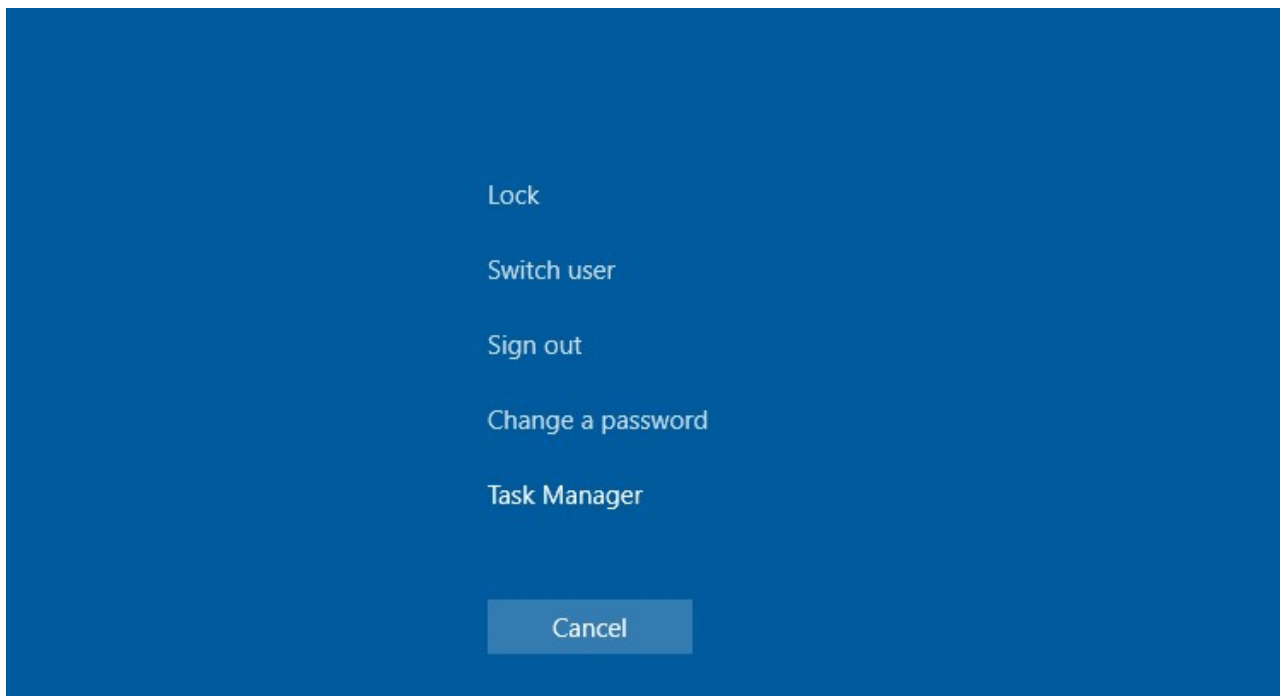 Lock
Switch user
Sign out
Change a password
Task Manager
Cancel